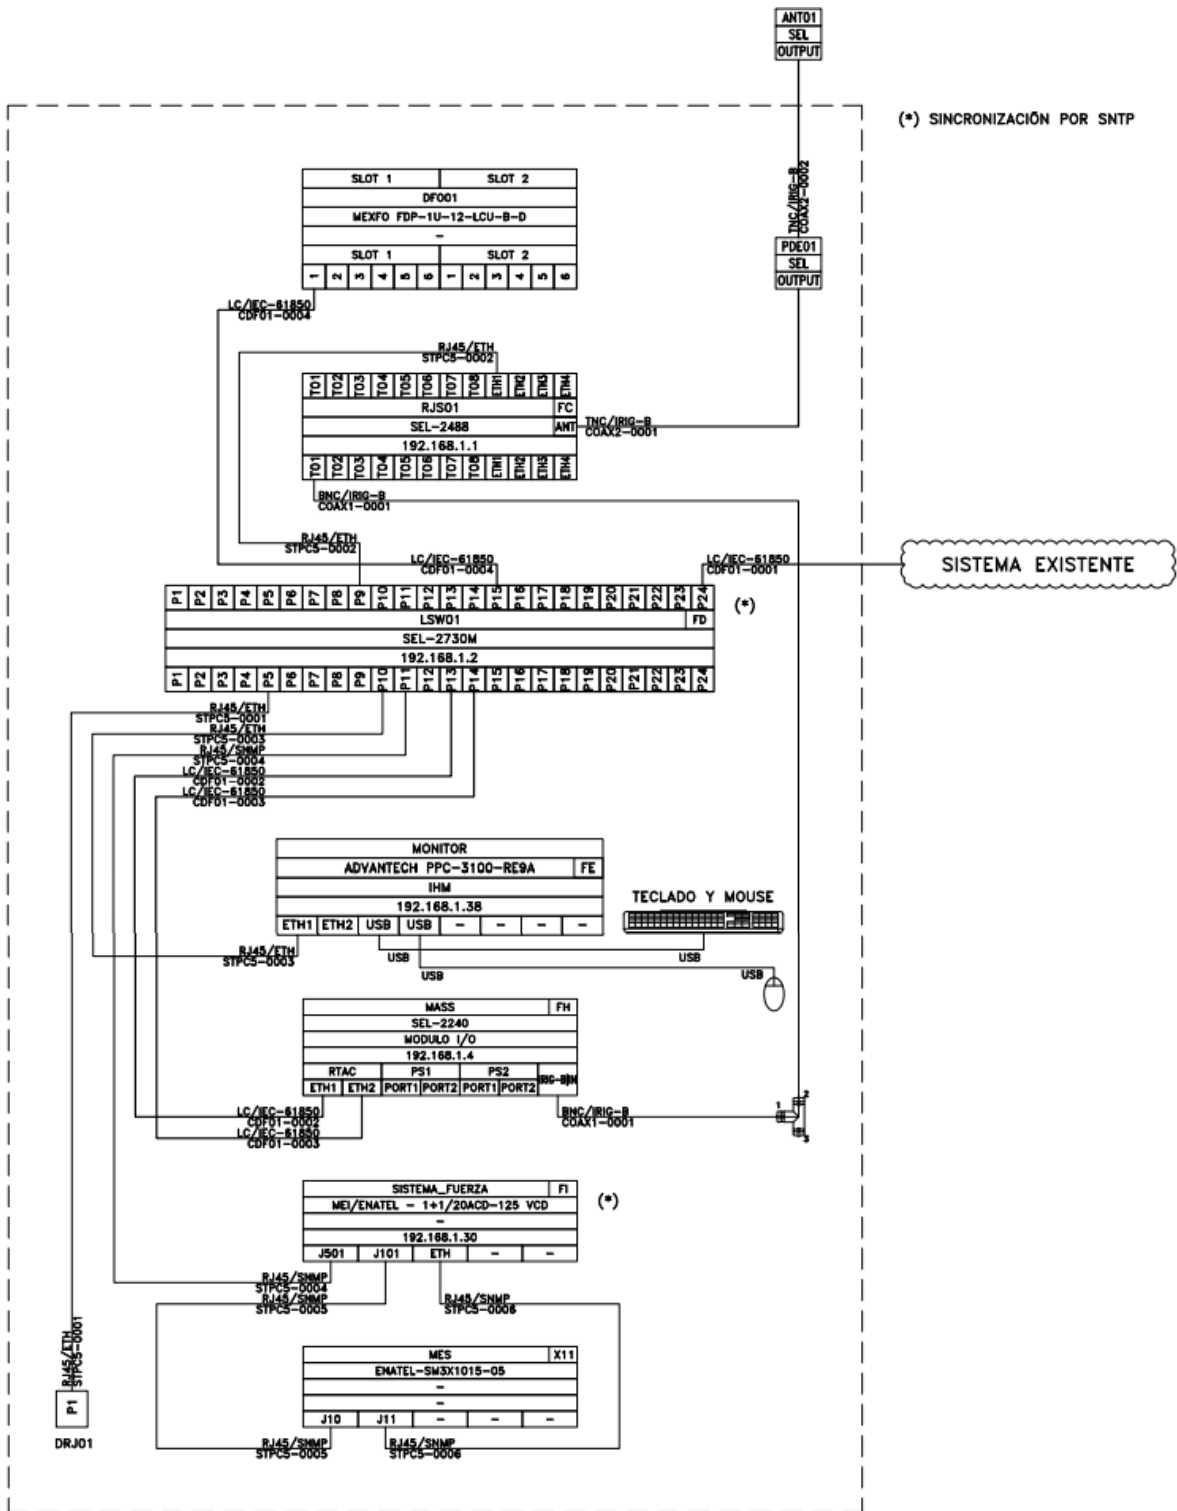 ANT01
SEL
OUTPUT
(*) SINCRONIZACIÓN POR SNTP
TNC/IRIG-B
COAX2-0002
SLOT 1 SLOT 2
DFO01
MEXFO FDP-1U-12-LCU-B-D
-
SLOT 1 SLOT 2
1 2 3 4 5 6 1 2 3 4 5 6
PDE01
SEL
OUTPUT
LC/IEC-61850
CDF01-0004
RJ45/ETH
STPC5-0002
T01 T02 T03 T04 T05 T06 T07 T08 ETH1 ETH2 ETH3 ETH4
RJS01 FC
SEL-2488 ANT
192.168.1.1
T01 T02 T03 T04 T05 T06 T07 T08 ETH1 ETH2 ETH3 ETH4
TNC/IRIG-B
COAX2-0001
BNC/IRIG-B
COAX1-0001
RJ45/ETH
STPC5-0002
LC/IEC-61850
CDF01-0004
LC/IEC-61850
CDF01-0001
SISTEMA EXISTENTE
P1 P2 P3 P4 P5 P6 P7 P8 P9 P10 P11 P12 P13 P14 P15 P16 P17 P18 P19 P20 P21 P22 P23 P24
LSW01 FD
(*)
SEL-2730M
192.168.1.2
P1 P2 P3 P4 P5 P6 P7 P8 P9 P10 P11 P12 P13 P14 P15 P16 P17 P18 P19 P20 P21 P22 P23 P24
RJ45/ETH
STPC5-0001
RJ45/ETH
STPC5-0003
RJ45/SNMP
STPC5-0004
LC/IEC-61850
CDF01-0002
LC/IEC-61850
CDF01-0003
MONITOR
ADVANTECH PPC-3100-RE9A FE
IHM
192.168.1.38
ETH1 ETH2 USB USB - - - -
TECLADO Y MOUSE
RJ45/ETH
STPC5-0003
USB
USB
USB
USB
MASS FH
SEL-2240
MODULO I/O
192.168.1.4
RTAC PS1 PS2 IRIG-B IN
ETH1 ETH2 PORT1 PORT2 PORT1 PORT2
LC/IEC-61850
CDF01-0002
LC/IEC-61850
CDF01-0003
BNC/IRIG-B
COAX1-0001
1
2
3
SISTEMA_FUERZA FI
(*)
MEI/ENATEL - 1+1/20ACD-125 VCD
-
192.168.1.30
J501 J101 ETH - -
RJ45/SNMP
STPC5-0004
RJ45/SNMP
STPC5-0005
RJ45/SNMP
STPC5-0006
MES X11
ENATEL-SM3X1015-05
-
-
J10 J11 - - -
RJ45/SNMP
STPC5-0005
RJ45/SNMP
STPC5-0006
RJ45/ETH
STPC5-0001
P1
DRJ01